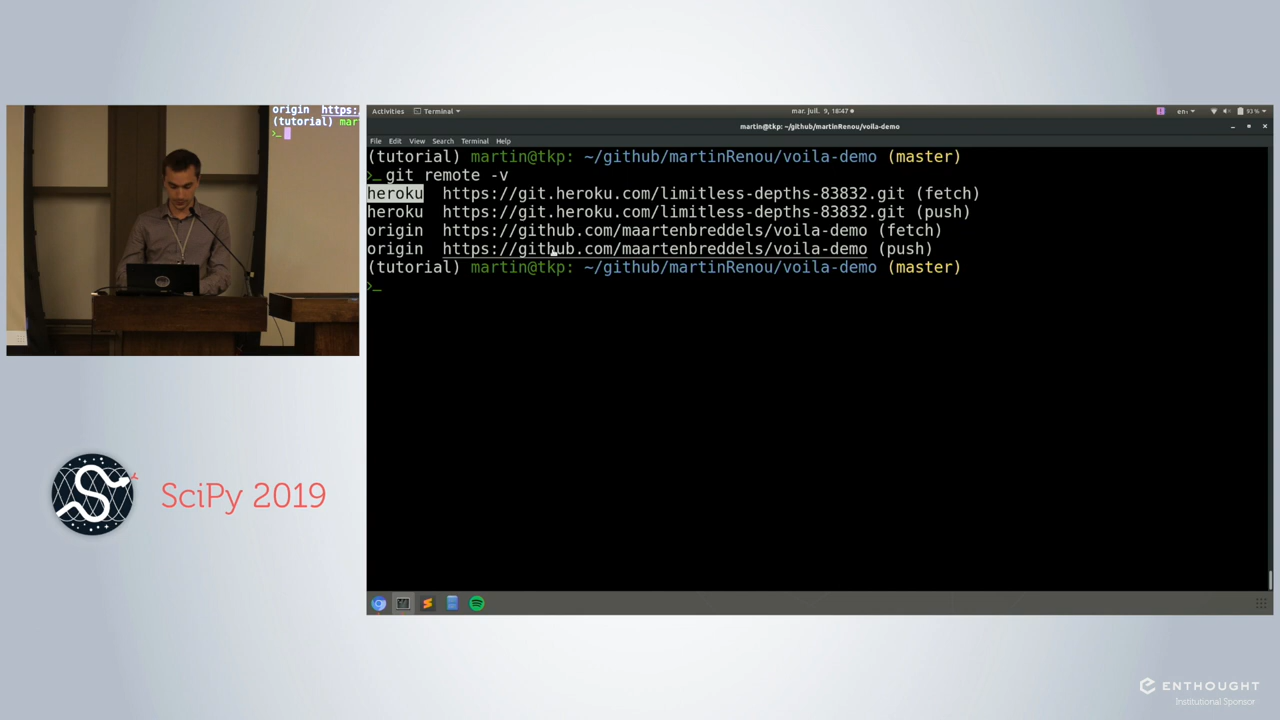 origin https:
(tutorial) mar
Activities Terminal mar. juil. 9, 18:47 en₁ 93 %
martin@tkp: ~/github/martinRenou/voila-demo
File Edit View Search Terminal Help
(tutorial) martin@tkp: ~/github/martinRenou/voila-demo (master)
git remote -v
heroku https://git.heroku.com/limitless-depths-83832.git (fetch)
heroku https://git.heroku.com/limitless-depths-83832.git (push)
origin https://github.com/maartenbreddels/voila-demo (fetch)
origin https://github.com/maartenbreddels/voila-demo (push)
(tutorial) martin@tkp: ~/github/martinRenou/voila-demo (master)
SciPy 2019
ENTHOUGHT
Institutional Sponsor